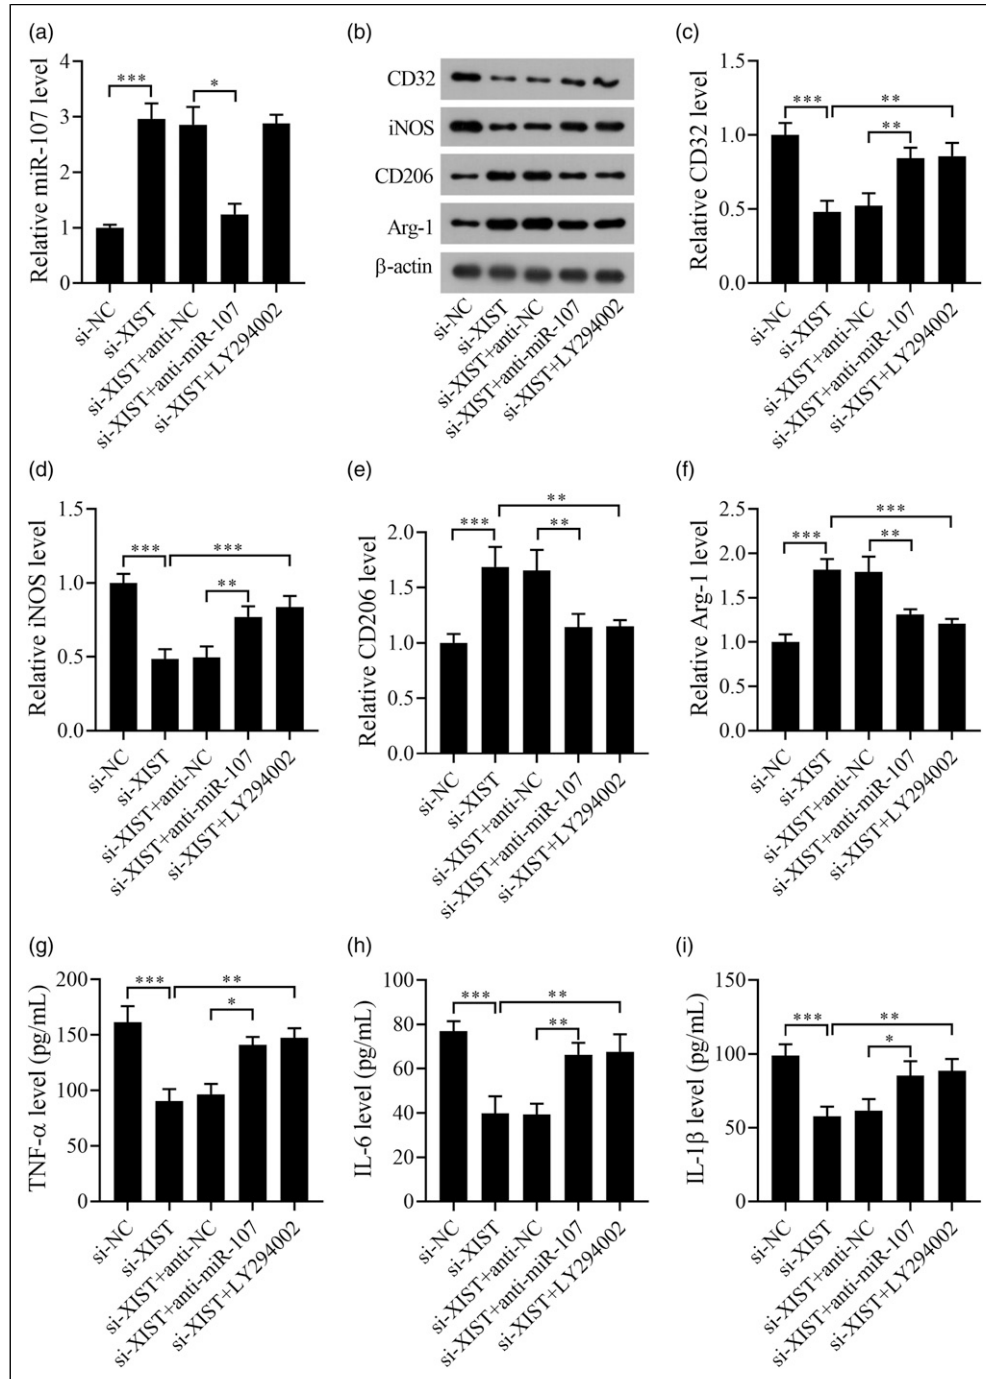 (a)
Relative miR-107 level
4
3
2
1
0
***
*
si-NC
si-XIST
si-XIST+anti-NC
si-XIST+anti-miR-107
si-XIST+LY294002
(b)
CD32
iNOS
CD206
Arg-1
β-actin
si-NC
si-XIST
si-XIST+anti-NC
si-XIST+anti-miR-107
si-XIST+LY294002
(c)
Relative CD32 level
1.5
1.0
0.5
0.0
***
**
**
si-NC
si-XIST
si-XIST+anti-NC
si-XIST+anti-miR-107
si-XIST+LY294002
(d)
Relative iNOS level
1.5
1.0
0.5
0.0
***
***
**
si-NC
si-XIST
si-XIST+anti-NC
si-XIST+anti-miR-107
si-XIST+LY294002
(e)
Relative CD206 level
2.0
1.5
1.0
0.5
0.0
**
***
**
si-NC
si-XIST
si-XIST+anti-NC
si-XIST+anti-miR-107
si-XIST+LY294002
(f)
Relative Arg-1 level
2.5
2.0
1.5
1.0
0.5
0.0
***
***
**
si-NC
si-XIST
si-XIST+anti-NC
si-XIST+anti-miR-107
si-XIST+LY294002
(g)
TNF-α level (pg/mL)
200
150
100
50
0
***
**
*
si-NC
si-XIST
si-XIST+anti-NC
si-XIST+anti-miR-107
si-XIST+LY294002
(h)
IL-6 level (pg/mL)
100
80
60
40
20
0
***
**
**
si-NC
si-XIST
si-XIST+anti-NC
si-XIST+anti-miR-107
si-XIST+LY294002
(i)
IL-1β level (pg/mL)
150
100
50
0
***
**
*
si-NC
si-XIST
si-XIST+anti-NC
si-XIST+anti-miR-107
si-XIST+LY294002